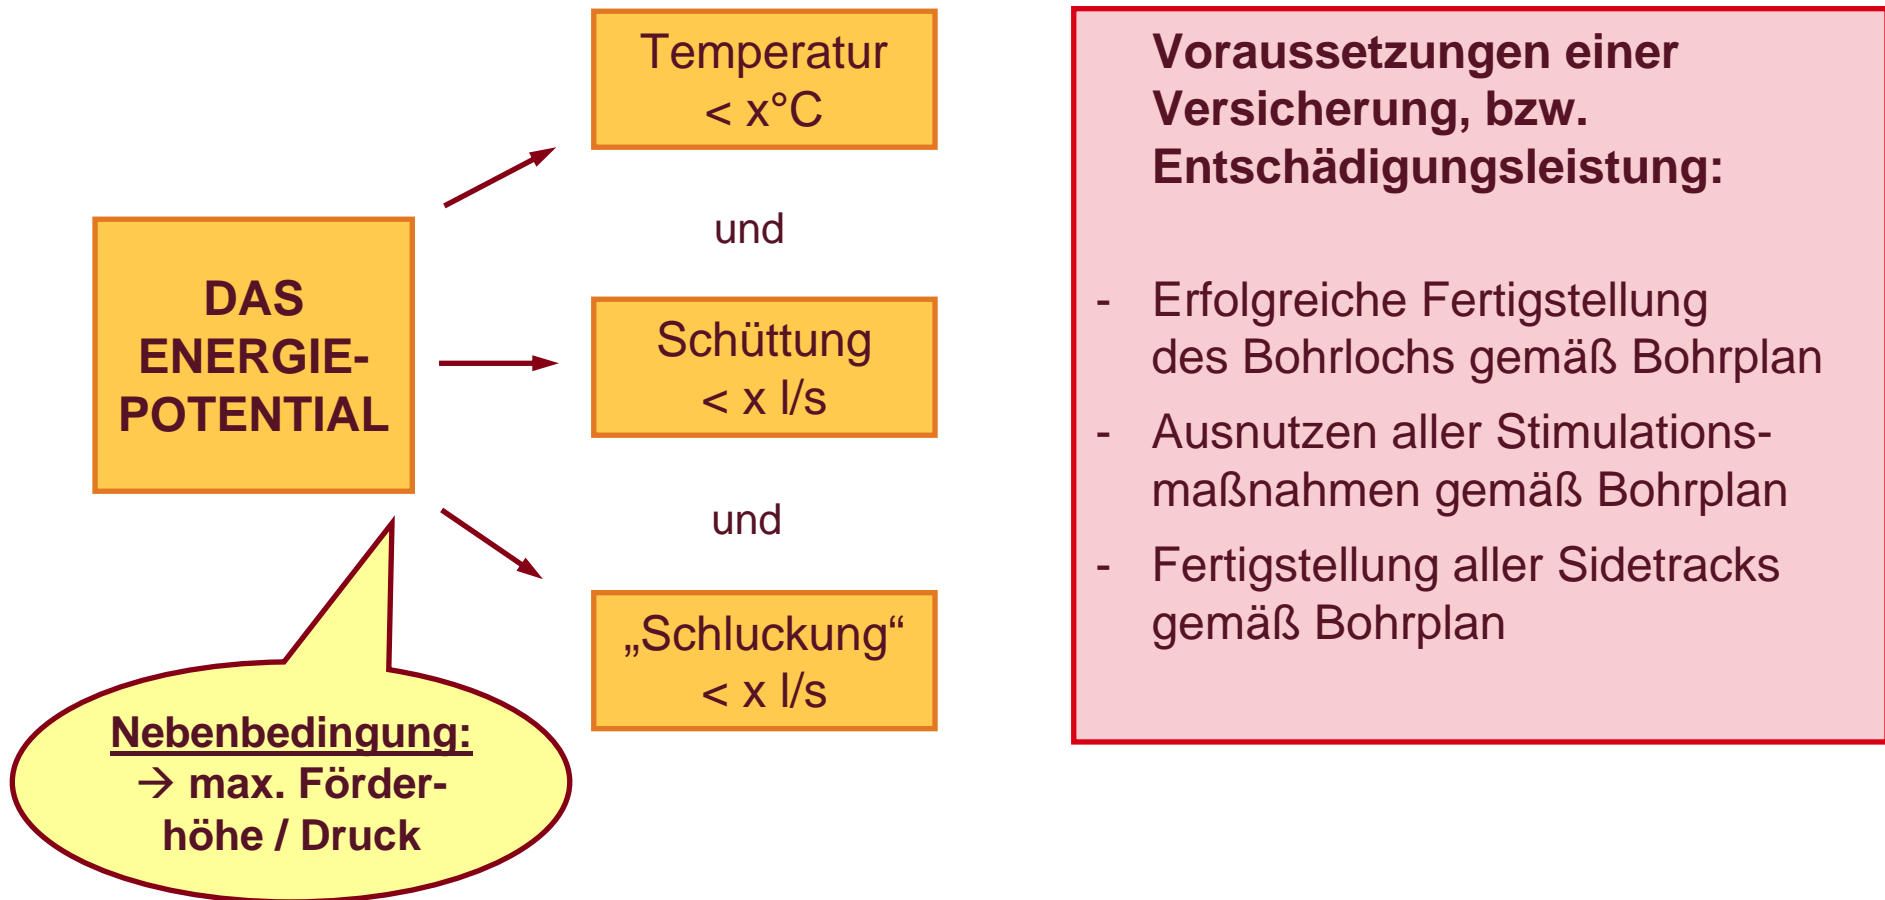 DAS
ENERGIE-
POTENTIAL
Temperatur
< x°C
und
Schüttung
< x l/s
und
„Schluckung“
< x l/s
Nebenbedingung:
→ max. Förder-
höhe / Druck
Voraussetzungen einer
Versicherung, bzw.
Entschädigungsleistung:
- Erfolgreiche Fertigstellung
des Bohrlochs gemäß Bohrplan
- Ausnutzen aller Stimulations-
maßnahmen gemäß Bohrplan
- Fertigstellung aller Sidetracks
gemäß Bohrplan